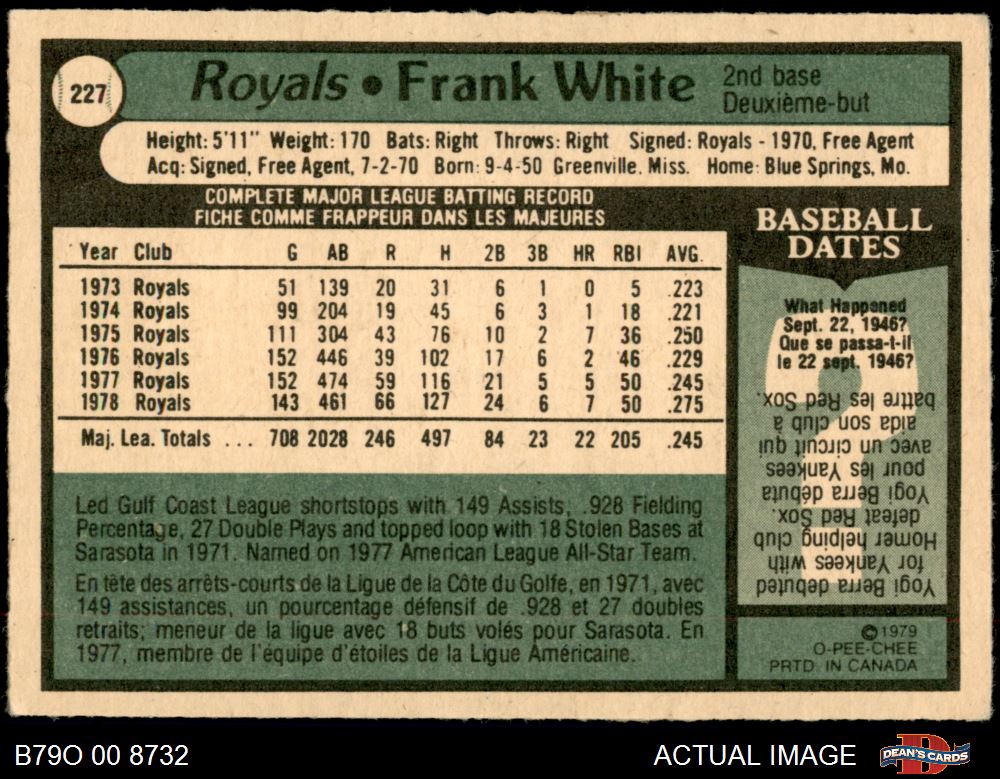 227
Royals • Frank White
2nd base
Deuxième-but
Height: 5'11" Weight: 170 Bats: Right Throws: Right Signed: Royals - 1970, Free Agent
Acq: Signed, Free Agent, 7-2-70 Born: 9-4-50 Greenville, Miss. Home: Blue Springs, Mo.
COMPLETE MAJOR LEAGUE BATTING RECORD
FICHE COMME FRAPPEUR DANS LES MAJEURES
Year Club G AB R H 2B 3B HR RBI AVG.
1973 Royals 51 139 20 31 6 1 0 5 .223
1974 Royals 99 204 19 45 6 3 1 18 .221
1975 Royals 111 304 43 76 10 2 7 36 .250
1976 Royals 152 446 39 102 17 6 2 46 .229
1977 Royals 152 474 59 116 21 5 5 50 .245
1978 Royals 143 461 66 127 24 6 7 50 .275
Maj. Lea. Totals ... 708 2028 246 497 84 23 22 205 .245
Led Gulf Coast League shortstops with 149 Assists, .928 Fielding
Percentage, 27 Double Plays and topped loop with 18 Stolen Bases at
Sarasota in 1971. Named on 1977 American League All-Star Team.
En tête des arrêts-courts de la Ligue de la Côte du Golfe, en 1971, avec
149 assistances, un pourcentage défensif de .928 et 27 doubles
retraits; meneur de la ligue avec 18 buts volés pour Sarasota. En
1977, membre de l'équipe d'étoiles de la Ligue Américaine.
BASEBALL
DATES
What Happened
Sept. 22, 1946?
Que se passa-t-il
le 22 sept. 1946?
Yogi Berra debuted
for Yankees with
Homer helping club
defeat Red Sox.
Yogi Berra débuta
pour les Yankees
avec un circuit qui
aida son club à
battre les Red Sox.
©1979
O-PEE-CHEE
PRTD. IN CANADA
B79O 00 8732
ACTUAL IMAGE
DEAN'S CARDS